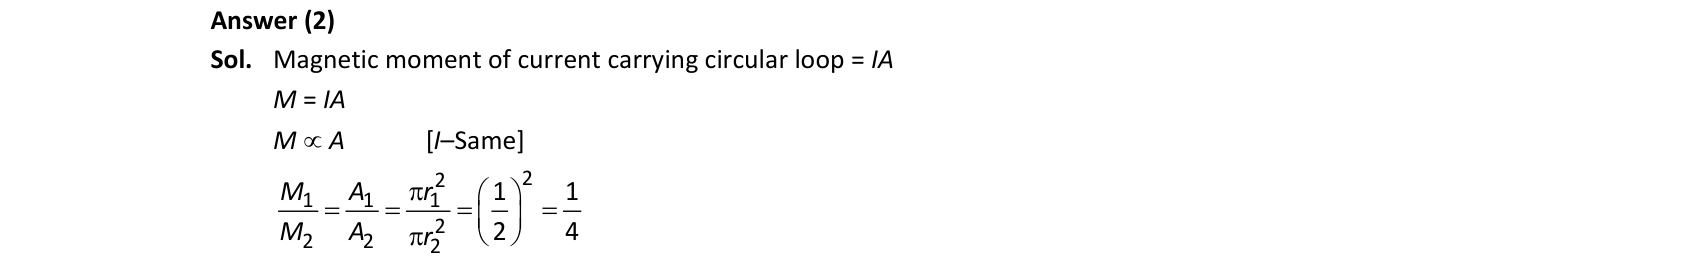 Answer (2)
Sol. Magnetic moment of current carrying circular loop = IA
M = IA
M ∝ A [I–Same]
M₁/M₂ = A₁/A₂ = πr₁²/πr₂² = (1/2)² = 1/4